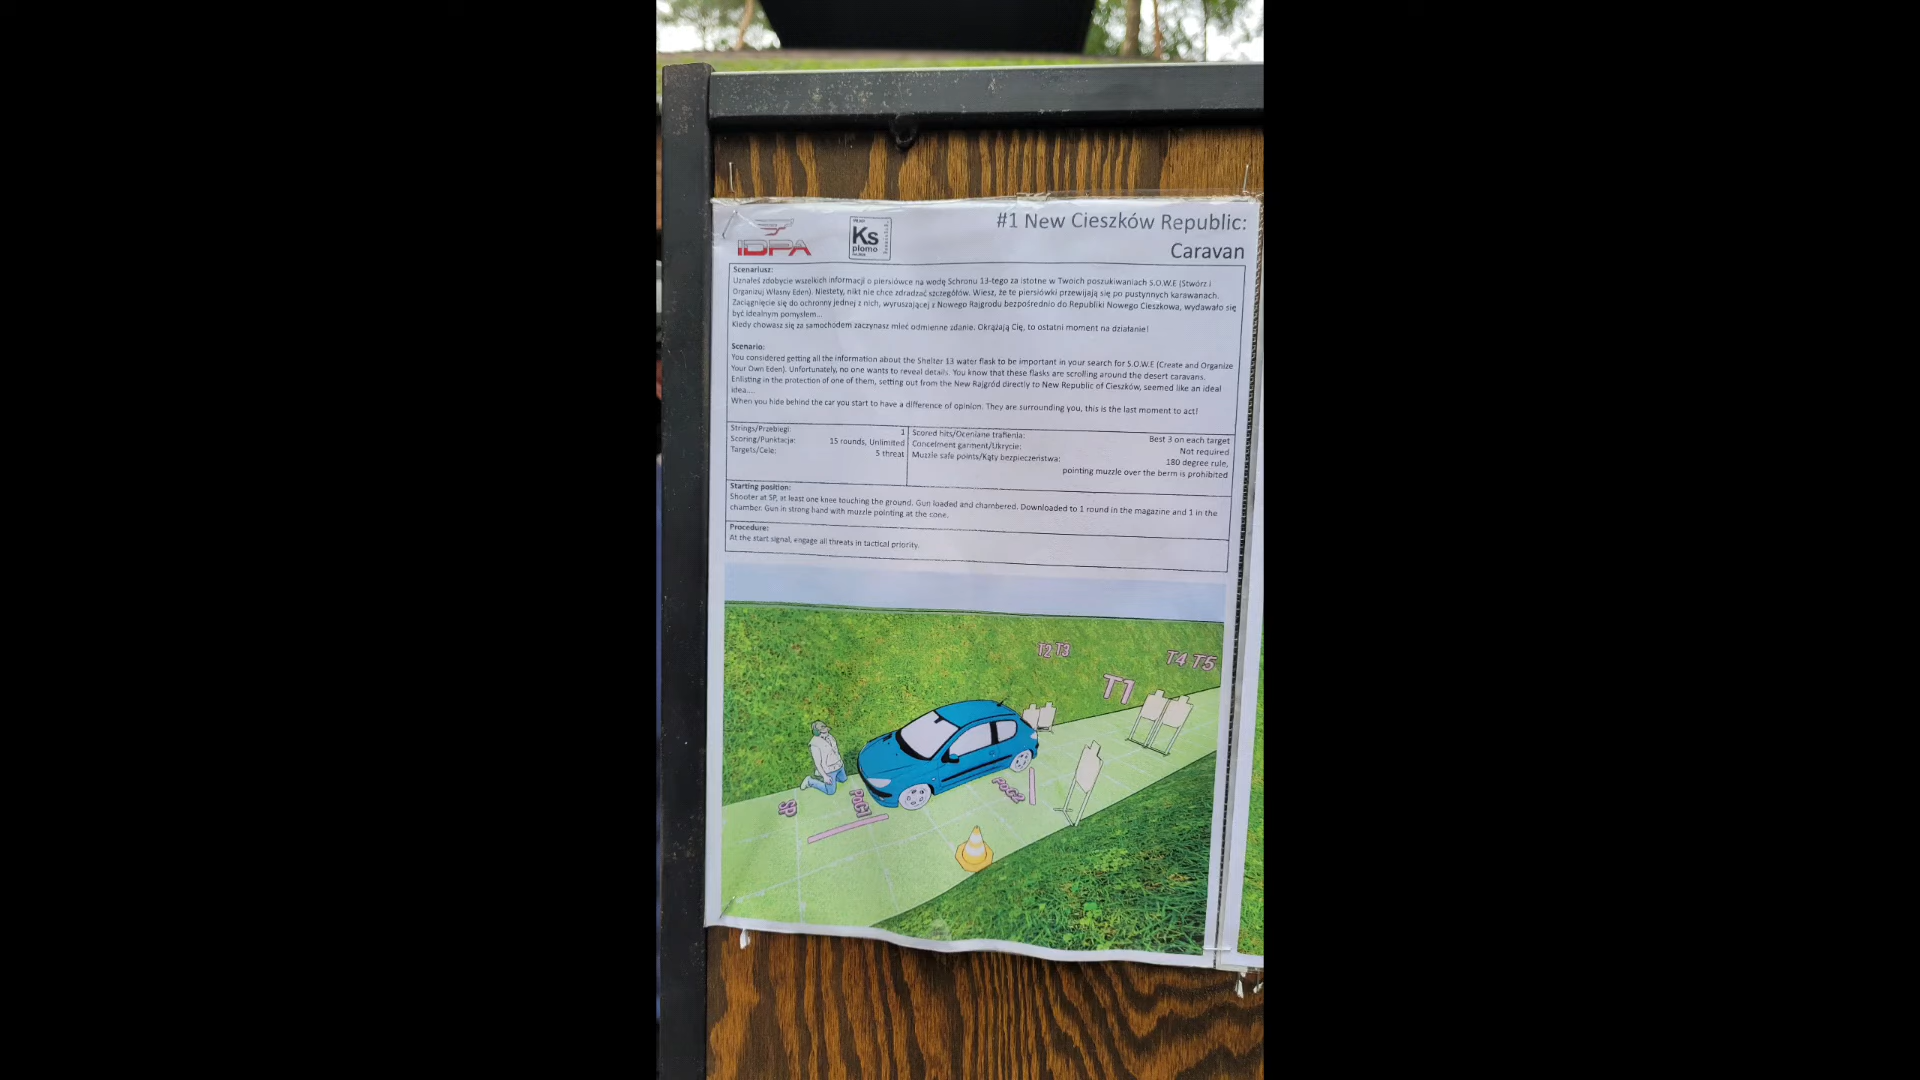 #1 New Cieszków Republic:
Caravan
IDPA
Ks
plomo
Scenariusz:
Uznałeś zdobycie wszelkich informacji o piersiówce na wodę Schronu 13-tego za istotne w Twoich poszukiwaniach S.O.W.E (Stwórz i
Organizuj Własny Eden). Niestety, nikt nie chce zdradzać szczegółów. Wiesz, że te piersiówki przewijają się po pustynnych karawanach.
Zaciągnięcie się do ochronny jednej z nich, wyruszającej z Nowego Rajgrodu bezpośrednio do Republiki Nowego Cieszkowa, wydawało się
być idealnym pomysłem...
Kiedy chowasz się za samochodem zaczynasz mieć odmienne zdanie. Okrążają Cię, to ostatni moment na działanie!
Scenario:
You considered getting all the information about the Shelter 13 water flask to be important in your search for S.O.W.E (Create and Organize
Your Own Eden). Unfortunately, no one wants to reveal details. You know that these flasks are scrolling around the desert caravans.
Enlisting in the protection of one of them, setting out from the New Rajgród directly to New Republic of Cieszków, seemed like an ideal
idea....
When you hide behind the car you start to have a difference of opinion. They are surrounding you, this is the last moment to act!
Strings/Przebiegi: 1
Scoring/Punktacja: 15 rounds, Unlimited
Targets/Cele: 5 threat
Scored hits/Oceniane trafienia: Best 3 on each target
Concelment garment/Ukrycie: Not required
Muzzle safe points/Kąty bezpieczeństwa: 180 degree rule,
pointing muzzle over the berm is prohibited
Starting position:
Shooter at SP, at least one knee touching the ground. Gun loaded and chambered. Downloaded to 1 round in the magazine and 1 in the
chamber. Gun in strong hand with muzzle pointing at the cone.
Procedure:
At the start signal, engage all threats in tactical priority.
T2 T3
T4 T5
T1
SP
PoC1
PoC2